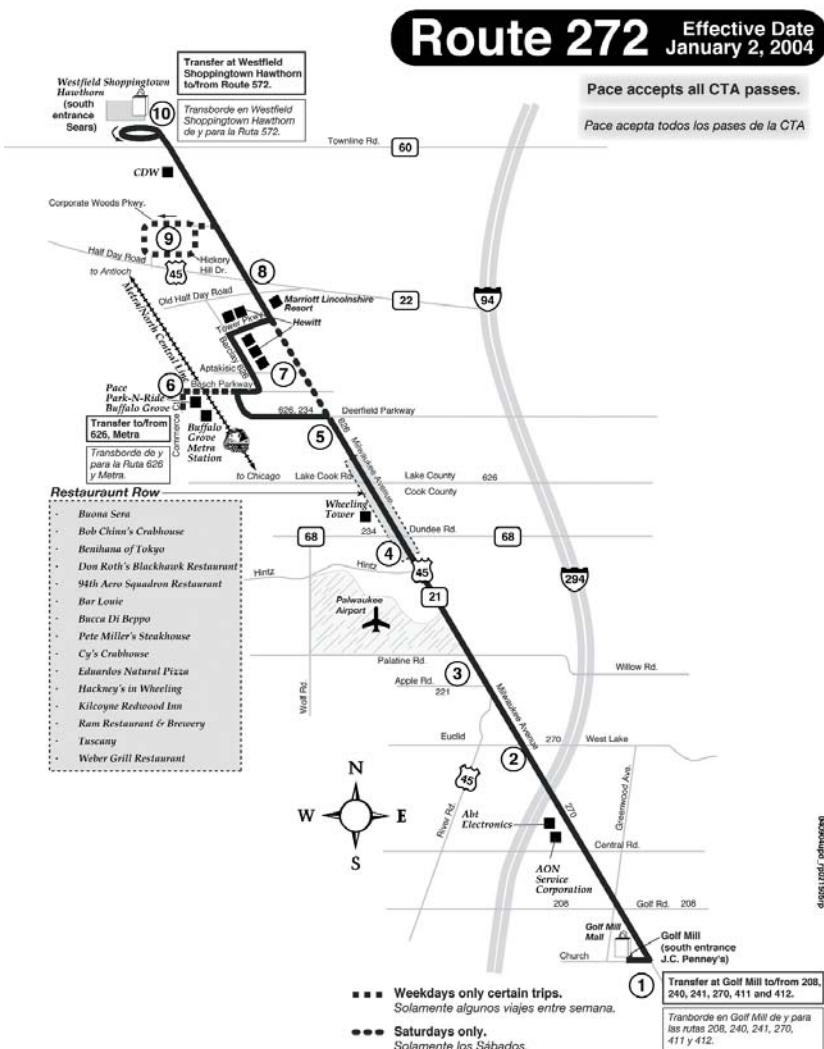 Route 272
Effective Date
January 2, 2004
Pace accepts all CTA passes.
Pace acepta todos los pases de la CTA
Westfield Shoppingtown
Hawthorn
(south
entrance
Sears)
10
Transfer at Westfield
Shoppingtown Hawthorn
to/from Route 572.
Transborde en Westfield
Shoppingtown Hawthorn
de y para la Ruta 572.
Townline Rd.
60
CDW
Corporate Woods Pkwy.
9
Hickory
Hill Dr.
Half Day Road
45
to Antioch
8
Old Half Day Road
22
94
Metra/North Central Line
Marriott Lincolnshire
Resort
Tower Pkwy.
Hewitt
Barclay 626
Aptakisic
7
6
Busch Parkway
Pace
Park-N-Ride
Buffalo Grove
Transfer to/from
626, Metra
Transborde de y
para la Ruta 626
y Metra.
Buffalo
Grove
Metra
Station
626, 234
Deerfield Parkway
5
626
Milwaukee Avenue
to Chicago
Lake Cook Rd.
Lake County
626
Cook County
Restauraunt Row
Buona Sera
Bob Chinn's Crabhouse
Benihana of Tokyo
Don Roth's Blackhawk Restaurant
94th Aero Squadron Restaurant
Bar Louie
Bucca Di Beppo
Pete Miller's Steakhouse
Cy's Crabhouse
Eduardos Natural Pizza
Hackney's in Wheeling
Kilcoyne Redwood Inn
Ram Restaurant & Brewery
Tuscany
Weber Grill Restaurant
Wheeling
Tower
234
Dundee Rd.
68
68
4
Hintz
Hintz
45
21
294
Palwaukee
Airport
Palatine Rd.
Willow Rd.
3
Apple Rd.
221
Wolf Rd.
Milwaukee Avenue
Euclid
270
West Lake
2
45
River Rd.
Greenwood Ave.
N
W
E
S
Abt
Electronics
270
AON
Service
Corporation
Central Rd.
208
Golf Rd.
208
Golf Mill
Mall
Church
Golf Mill
(south entrance
J.C. Penney's)
1
Transfer at Golf Mill to/from 208,
240, 241, 270, 411 and 412.
Tranborde en Golf Mill de y para
las rutas 208, 240, 241, 270,
411 y 412.
Weekdays only certain trips.
Solamente algunos viajes entre semana.
Saturdays only.
Solamente los Sábados.